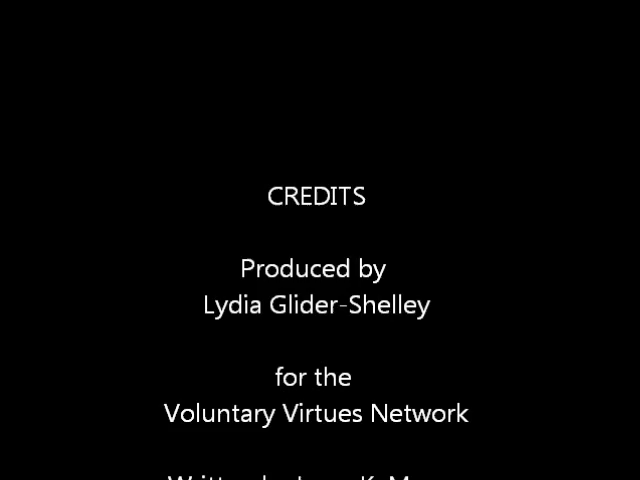 CREDITS
Produced by
Lydia Glider-Shelley
for the
Voluntary Virtues Network